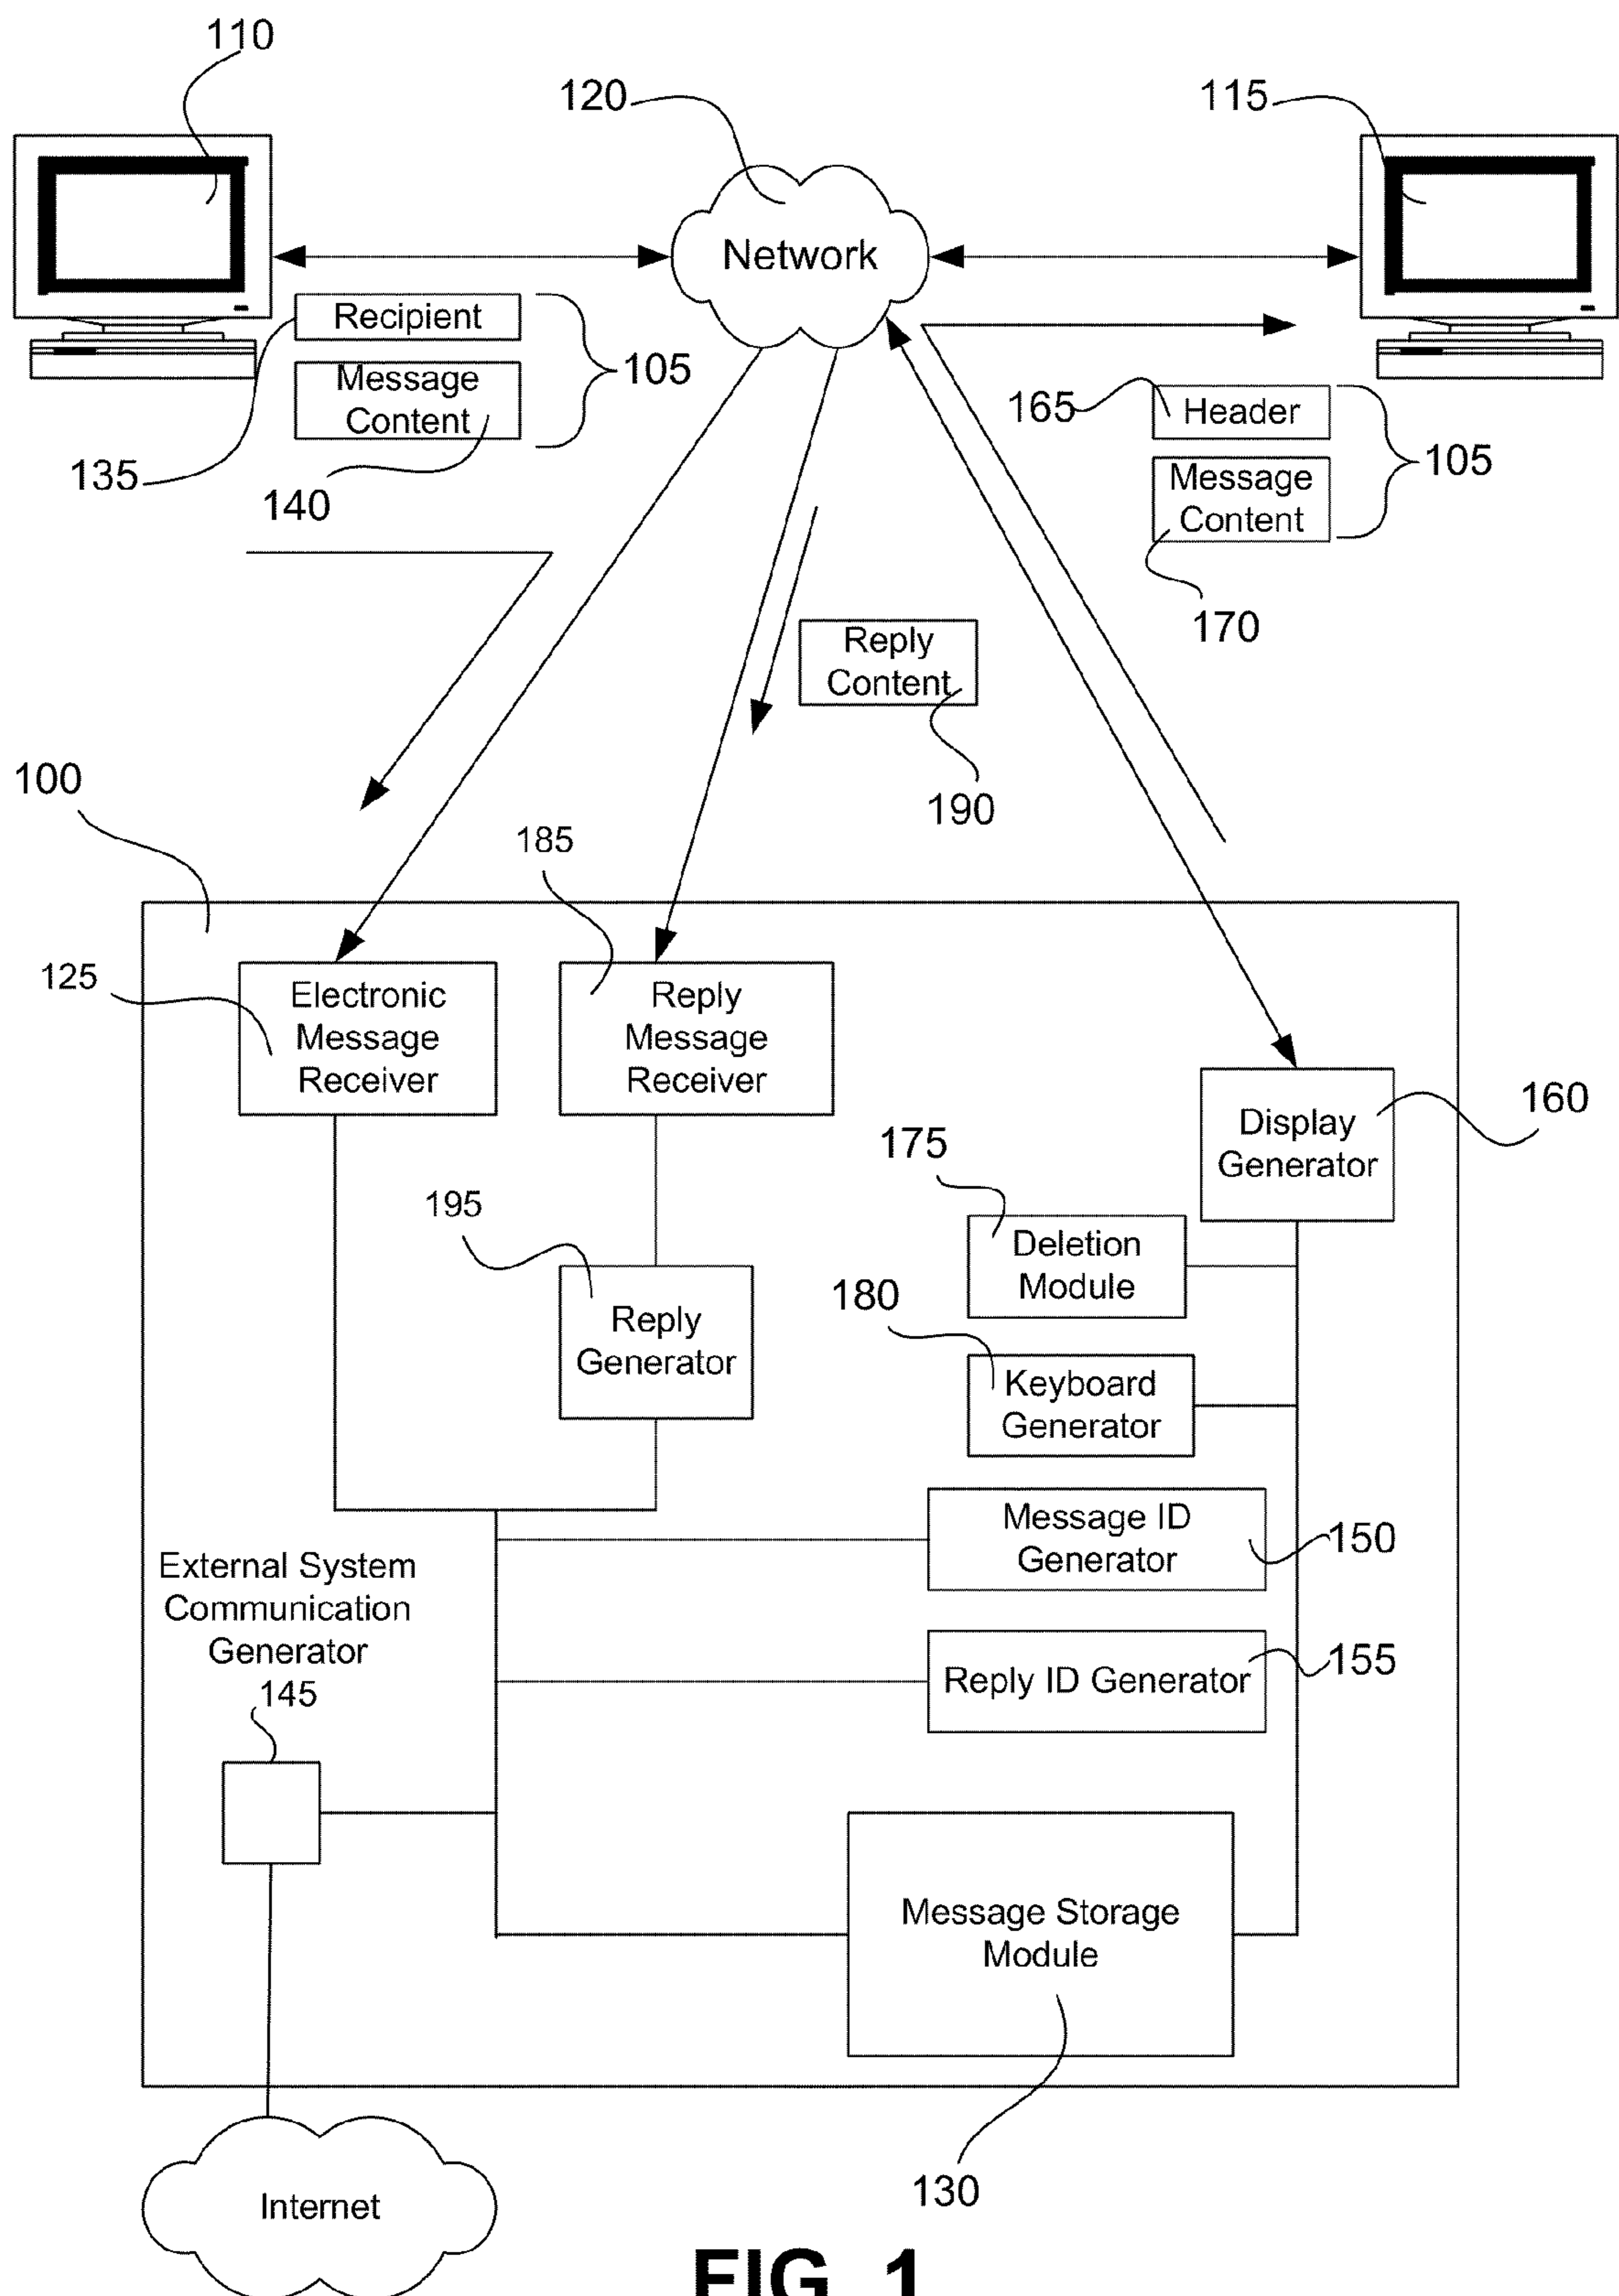 110
120
115
Network
Recipient
Message
Content
105
135
140
165
Header
Message
Content
105
170
Reply
Content
190
100
185
125
Electronic
Message
Receiver
Reply
Message
Receiver
160
Display
Generator
175
195
Deletion
Module
180
Reply
Generator
Keyboard
Generator
Message ID
Generator
150
External System
Communication
Generator
145
Reply ID Generator
155
Message Storage
Module
130
Internet
FIG. 1